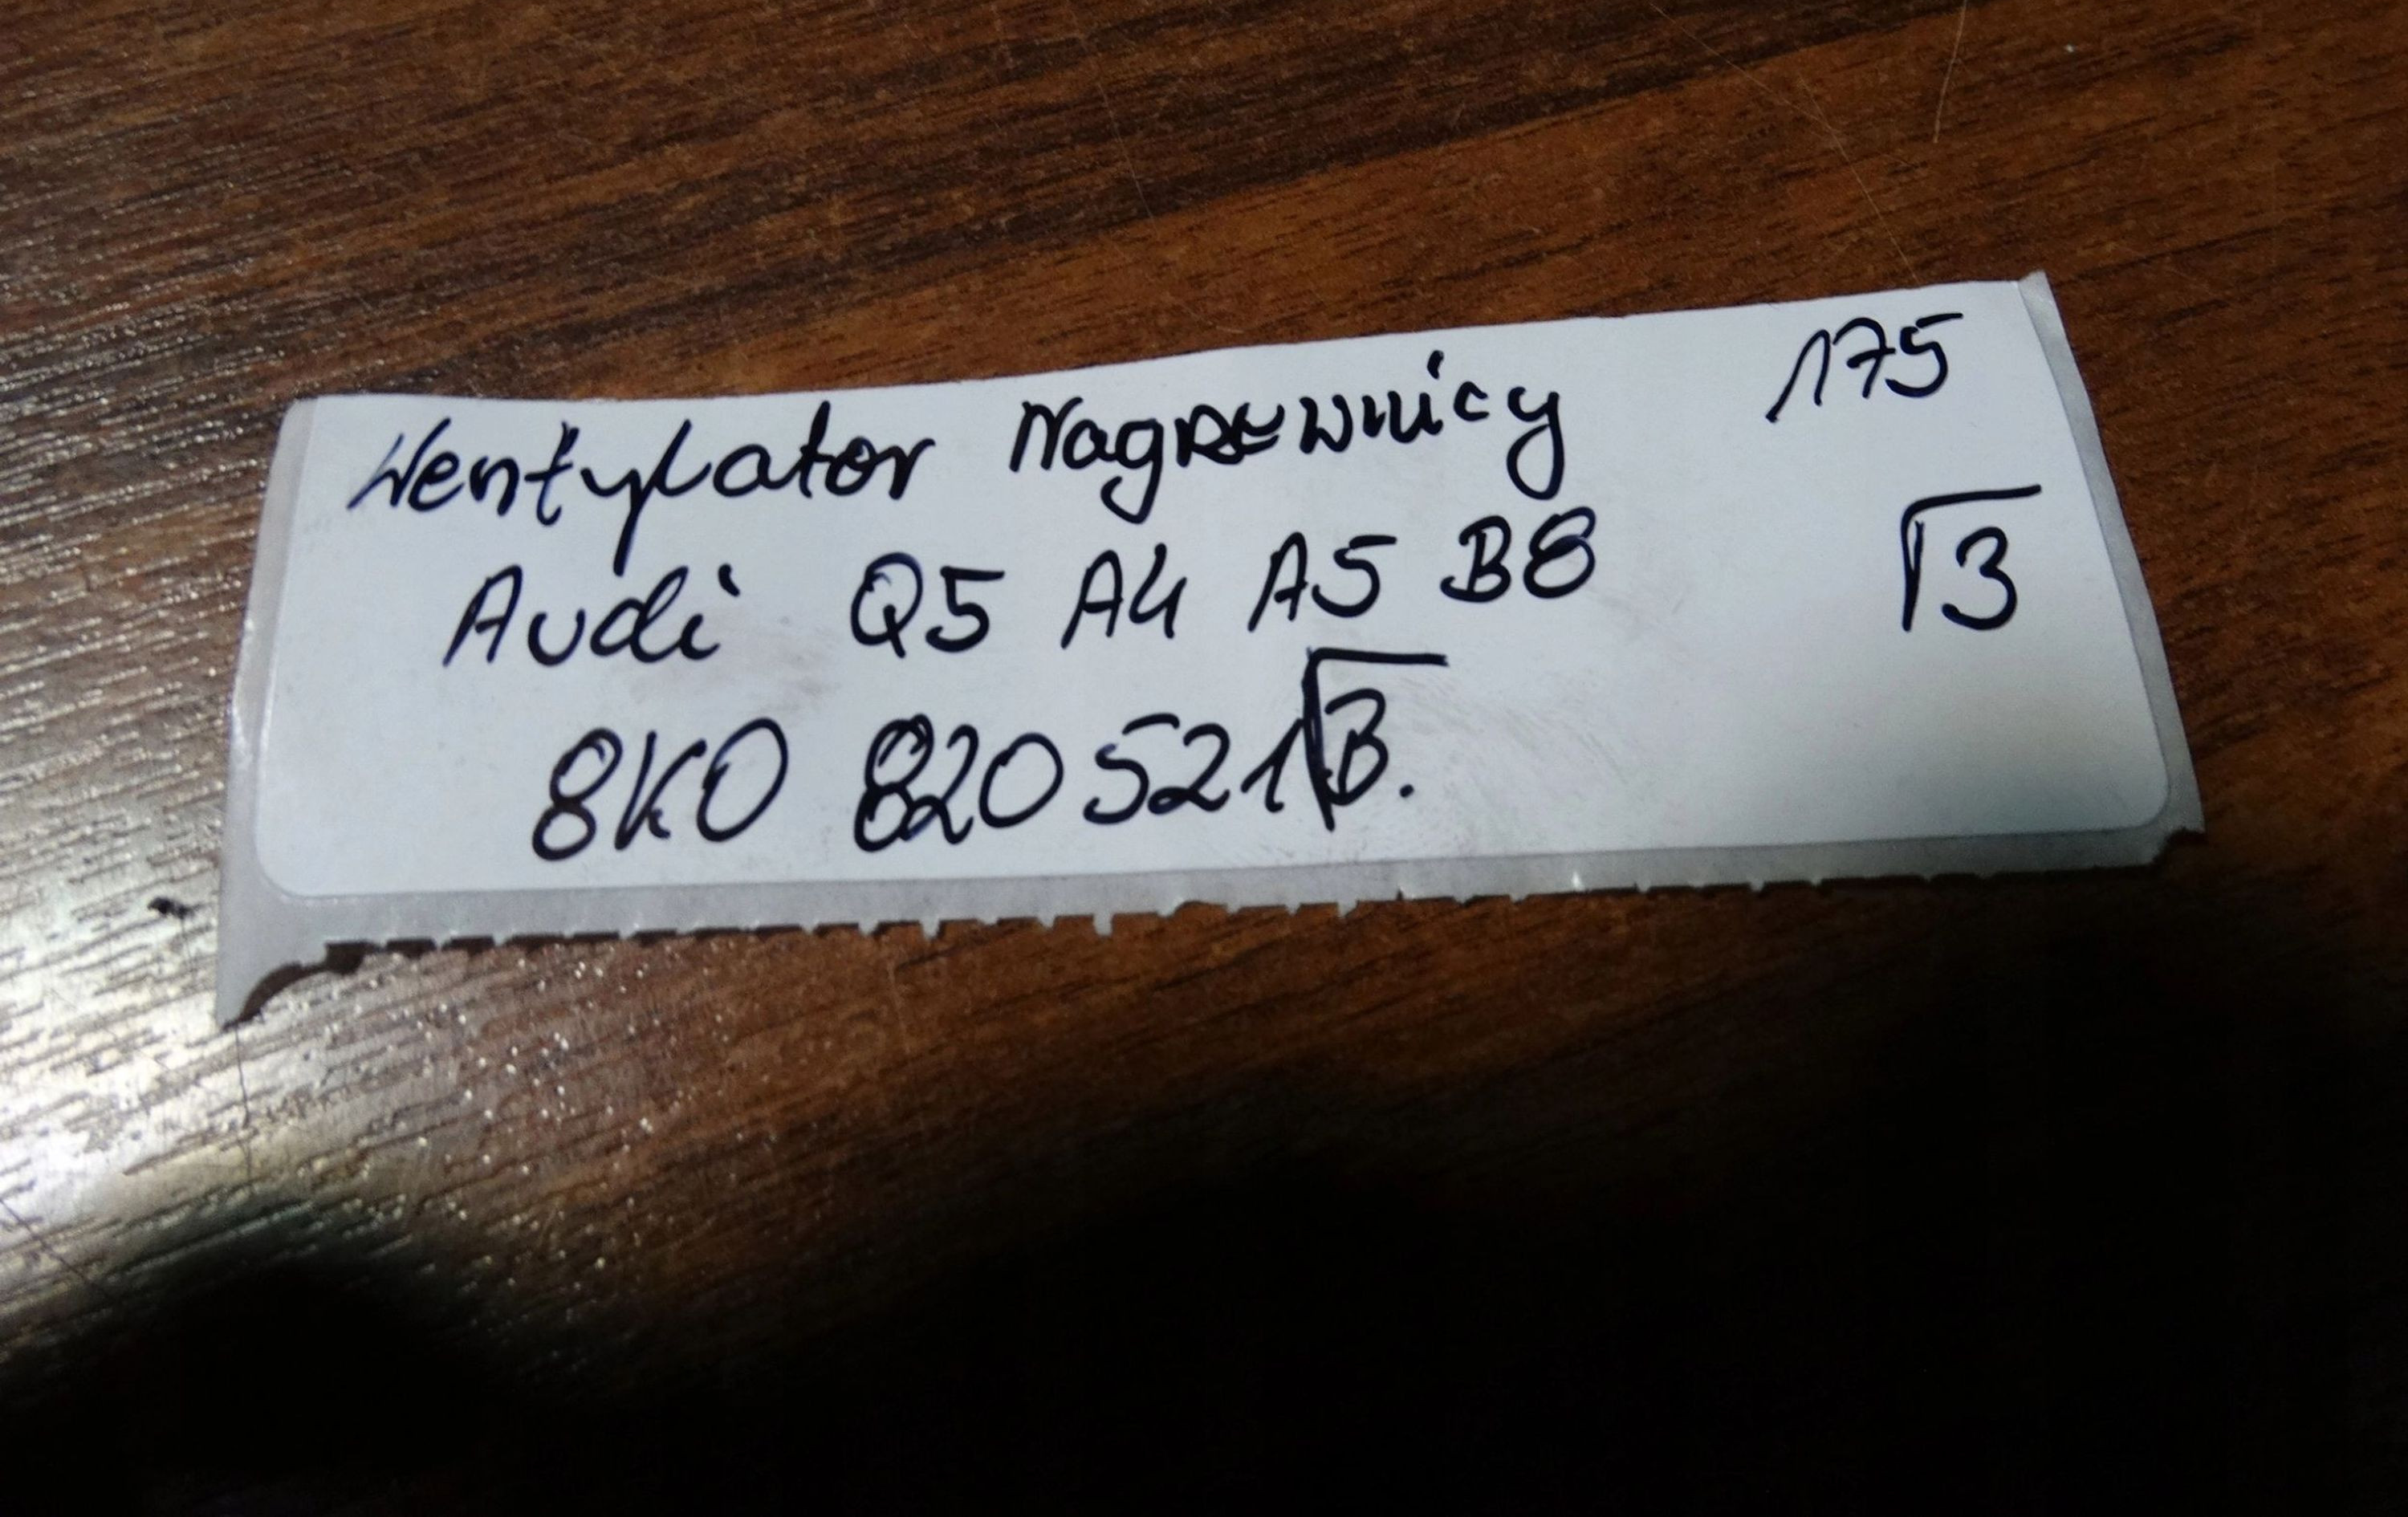 Wentylator Nagrzewnicy 175
Audi Q5 A4 A5 B8 √3
8K0 820 521√B.